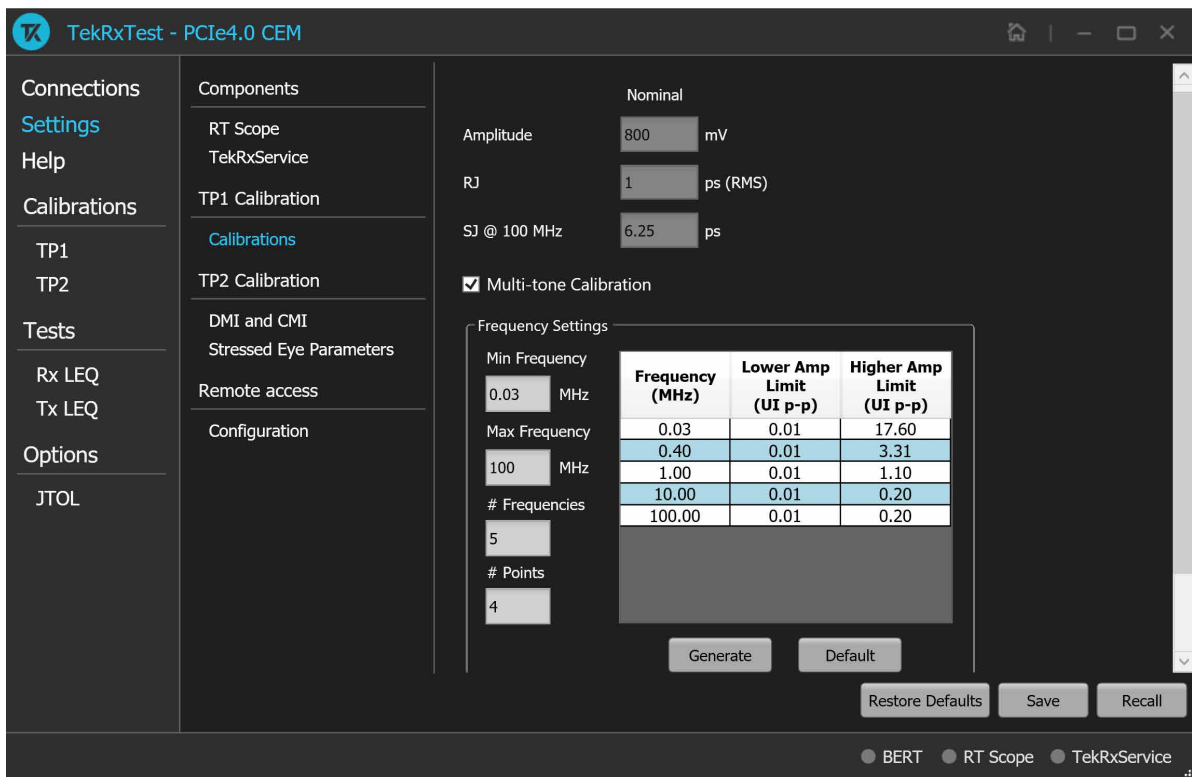 TekRxTest - PCIe4.0 CEM
Connections
Settings
Help
Calibrations
TP1
TP2
Tests
Rx LEQ
Tx LEQ
Options
JTOL
Components
RT Scope
TekRxService
TP1 Calibration
Calibrations
TP2 Calibration
DMI and CMI
Stressed Eye Parameters
Remote access
Configuration
Nominal
Amplitude 800 mV
RJ 1 ps (RMS)
SJ @ 100 MHz 6.25 ps
Multi-tone Calibration
Frequency Settings
Min Frequency
0.03 MHz
Max Frequency
100 MHz
# Frequencies
5
# Points
4
Frequency (MHz) Lower Amp Limit (UI p-p) Higher Amp Limit (UI p-p)
0.03 0.01 17.60
0.40 0.01 3.31
1.00 0.01 1.10
10.00 0.01 0.20
100.00 0.01 0.20
Generate Default
Restore Defaults Save Recall
BERT RT Scope TekRxService